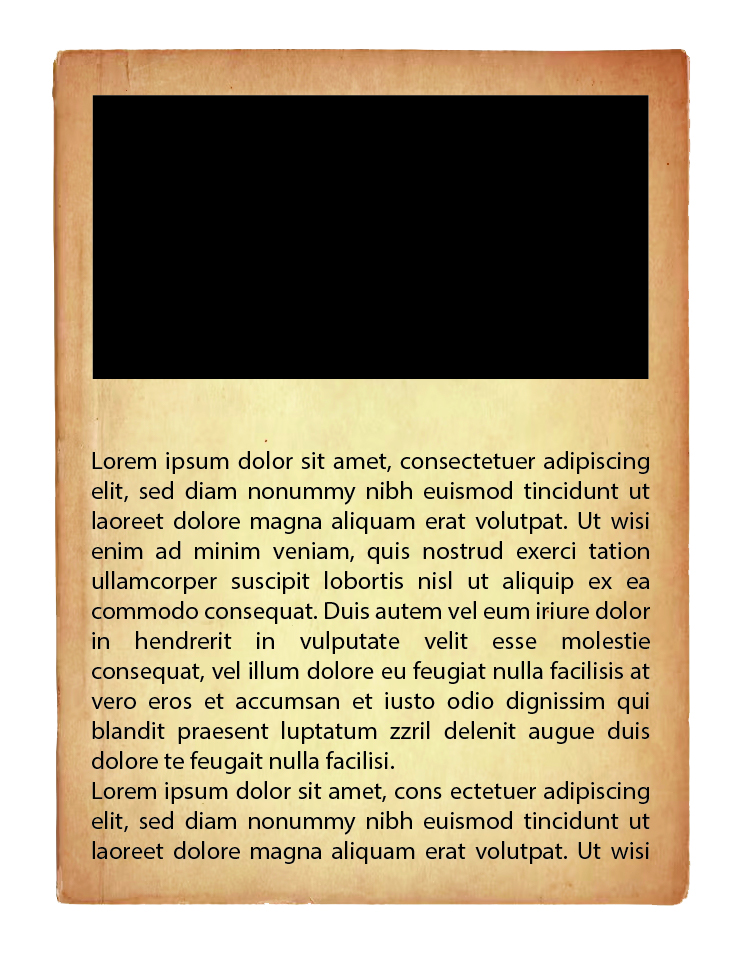 Lorem ipsum dolor sit amet, consectetuer adipiscing
elit, sed diam nonummy nibh euismod tincidunt ut
laoreet dolore magna aliquam erat volutpat. Ut wisi
enim ad minim veniam, quis nostrud exerci tation
ullamcorper suscipit lobortis nisl ut aliquip ex ea
commodo consequat. Duis autem vel eum iriure dolor
in hendrerit in vulputate velit esse molestie
consequat, vel illum dolore eu feugiat nulla facilisis at
vero eros et accumsan et iusto odio dignissim qui
blandit praesent luptatum zzril delenit augue duis
dolore te feugait nulla facilisi.
Lorem ipsum dolor sit amet, cons ectetuer adipiscing
elit, sed diam nonummy nibh euismod tincidunt ut
laoreet dolore magna aliquam erat volutpat. Ut wisi